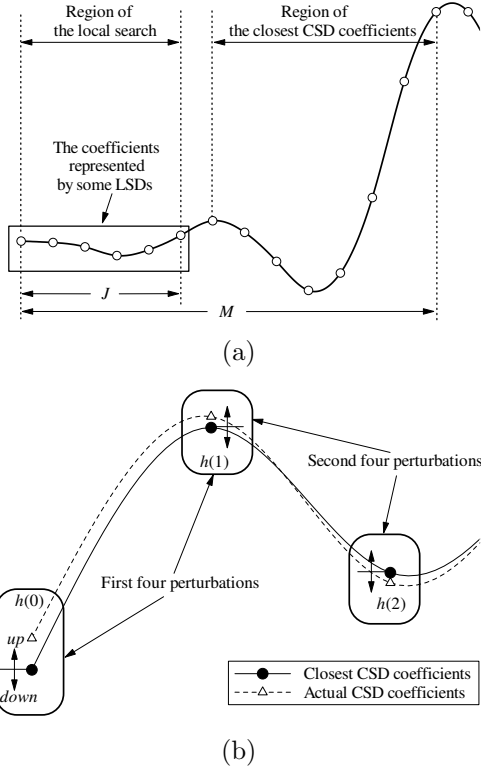 Region of
the local search
Region of
the closest CSD coefficients
The coefficients
represented
by some LSDs
J
M
(a)
h(1)
Second four perturbations
First four perturbations
h(0)
up
h(2)
down
Closest CSD coefficients
Actual CSD coefficients
(b)